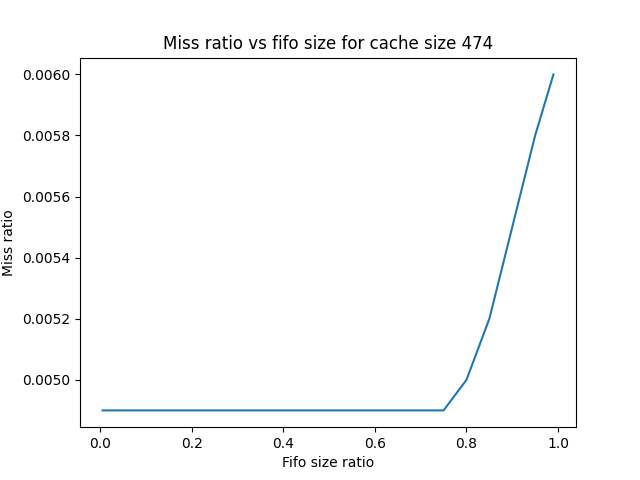 Miss ratio vs fifo size for cache size 474
0.0060
0.0058
0.0056
0.0054
0.0052
0.0050
Miss ratio
0.0 0.2 0.4 0.6 0.8 1.0
Fifo size ratio